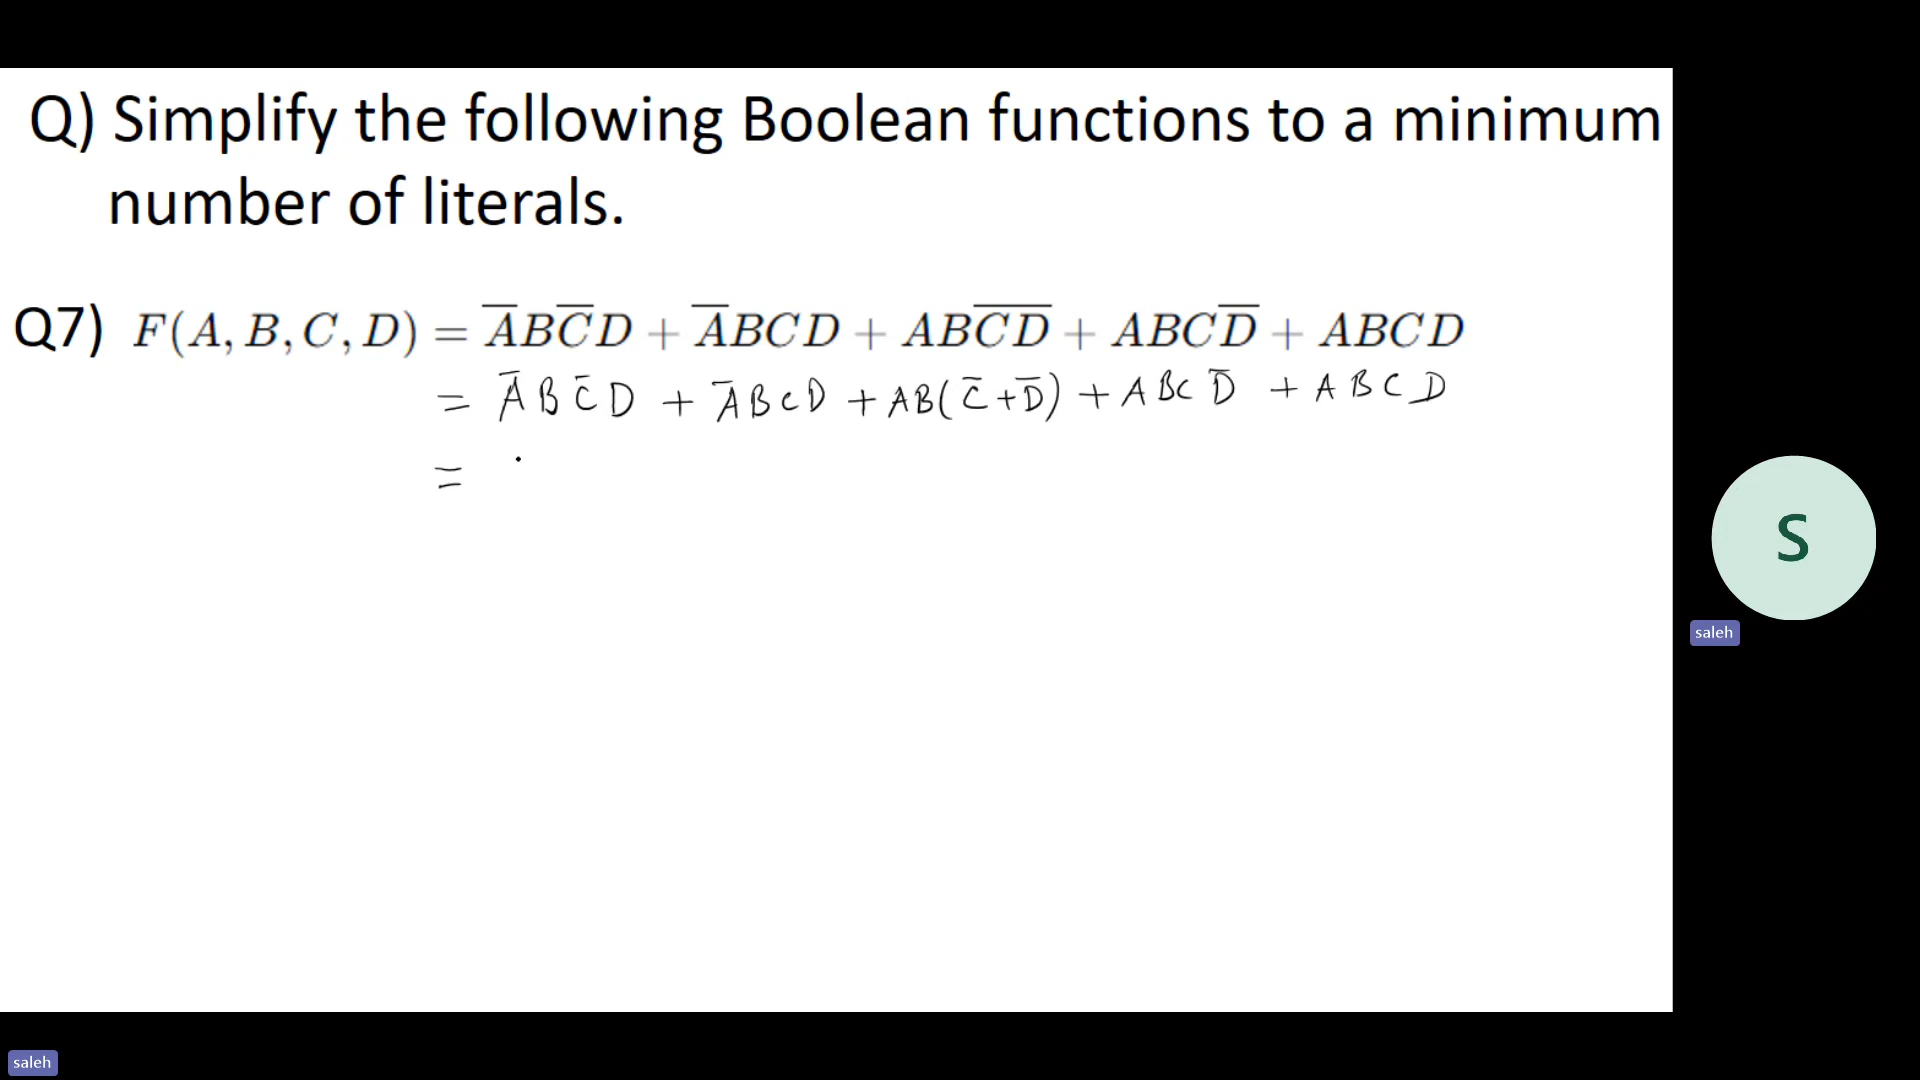 Q) Simplify the following Boolean functions to a minimum
number of literals.
Q7) F(A, B, C, D) = A̅BC̅D + A̅BCD + ABC̅D̅ + ABCD̅ + ABCD
= A̅BC̅D + A̅BCD + AB(C̅+D̅) + ABCD̅ + ABCD
=
S
saleh
saleh